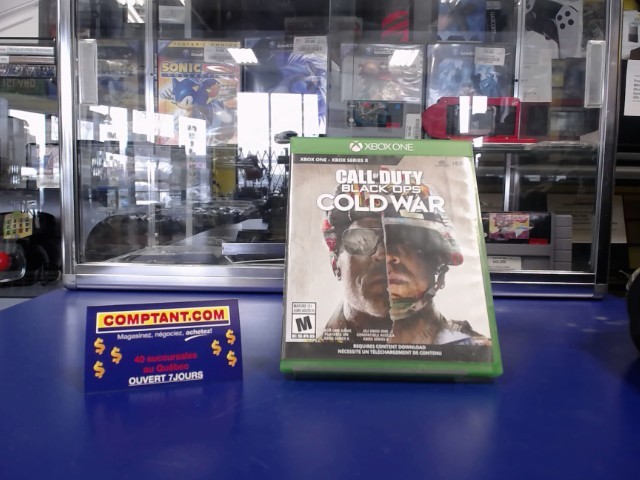 SONIC
XBOX ONE
XBOX ONE - XBOX SERIES X
CALL OF DUTY
BLACK OPS
COLD WAR
M
ESRB
REQUIRES CONTENT DOWNLOAD
NÉCESSITE UN TÉLÉCHARGEMENT DE CONTENU
COMPTANT.COM
Magasinez, négociez, achetez!
40 succursales
au Québec
OUVERT 7JOURS